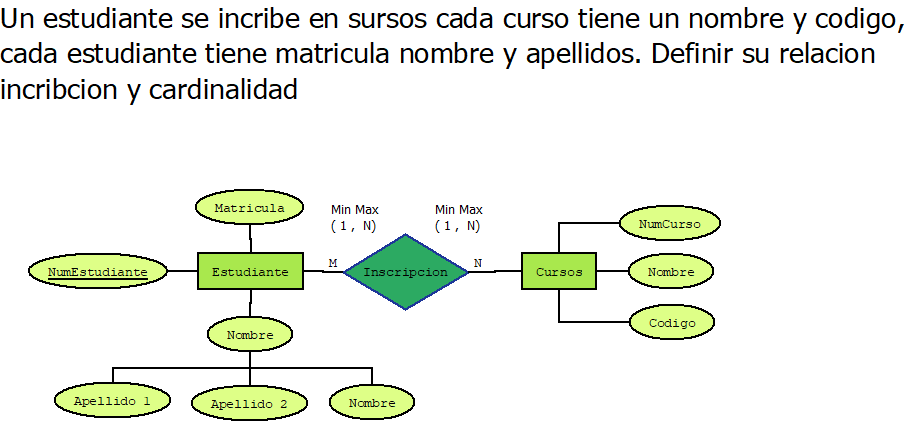 Un estudiante se incribe en sursos cada curso tiene un nombre y codigo,
cada estudiante tiene matricula nombre y apellidos. Definir su relacion
incribcion y cardinalidad
Matricula
Min Max
( 1 , N)
Min Max
( 1 , N)
NumCurso
NumEstudiante
Estudiante
M
Inscripcion
N
Cursos
Nombre
Codigo
Nombre
Apellido 1
Apellido 2
Nombre